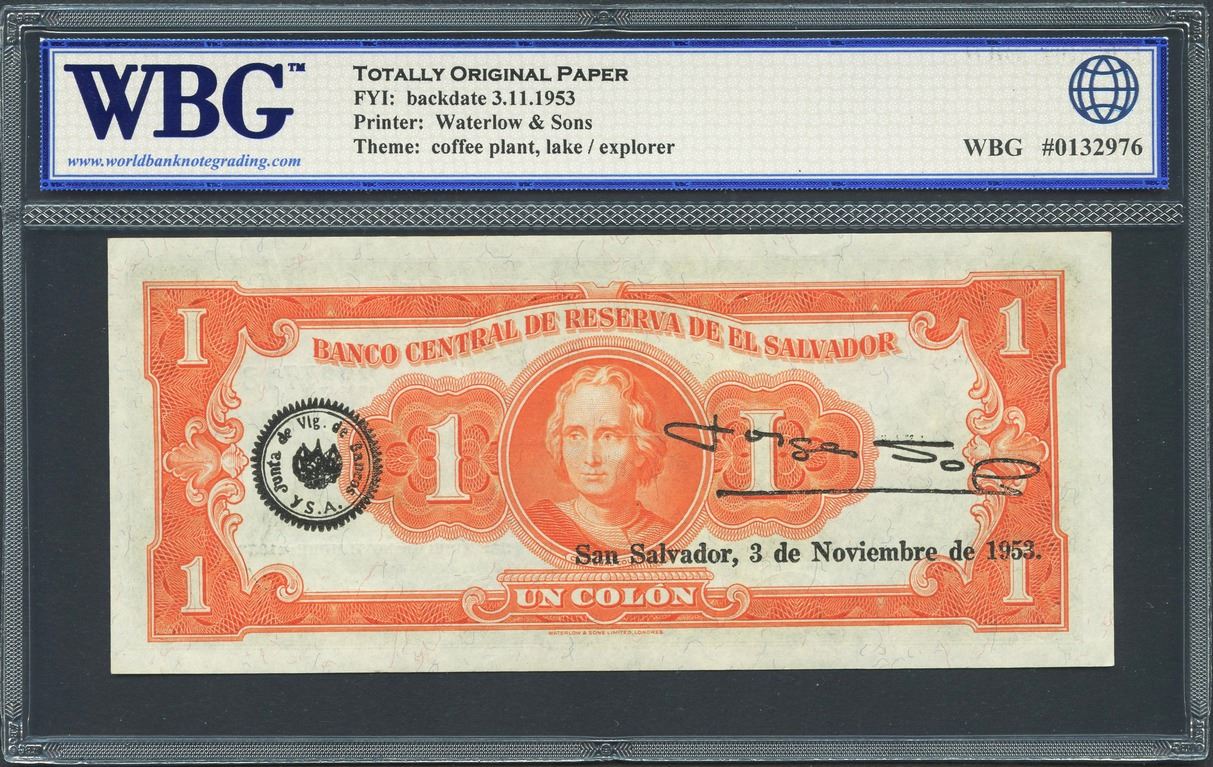 WBG™
www.worldbanknotegrading.com
TOTALLY ORIGINAL PAPER
FYI: backdate 3.11.1953
Printer: Waterlow & Sons
Theme: coffee plant, lake / explorer
WBG #0132976
1
1
BANCO CENTRAL DE RESERVA DE EL SALVADOR
Junta de Vig. de Bancos y S.A.
1
1
San Salvador, 3 de Noviembre de 1953.
1
1
UN COLÓN
WATERLOW & SONS LIMITED, LONDRES.